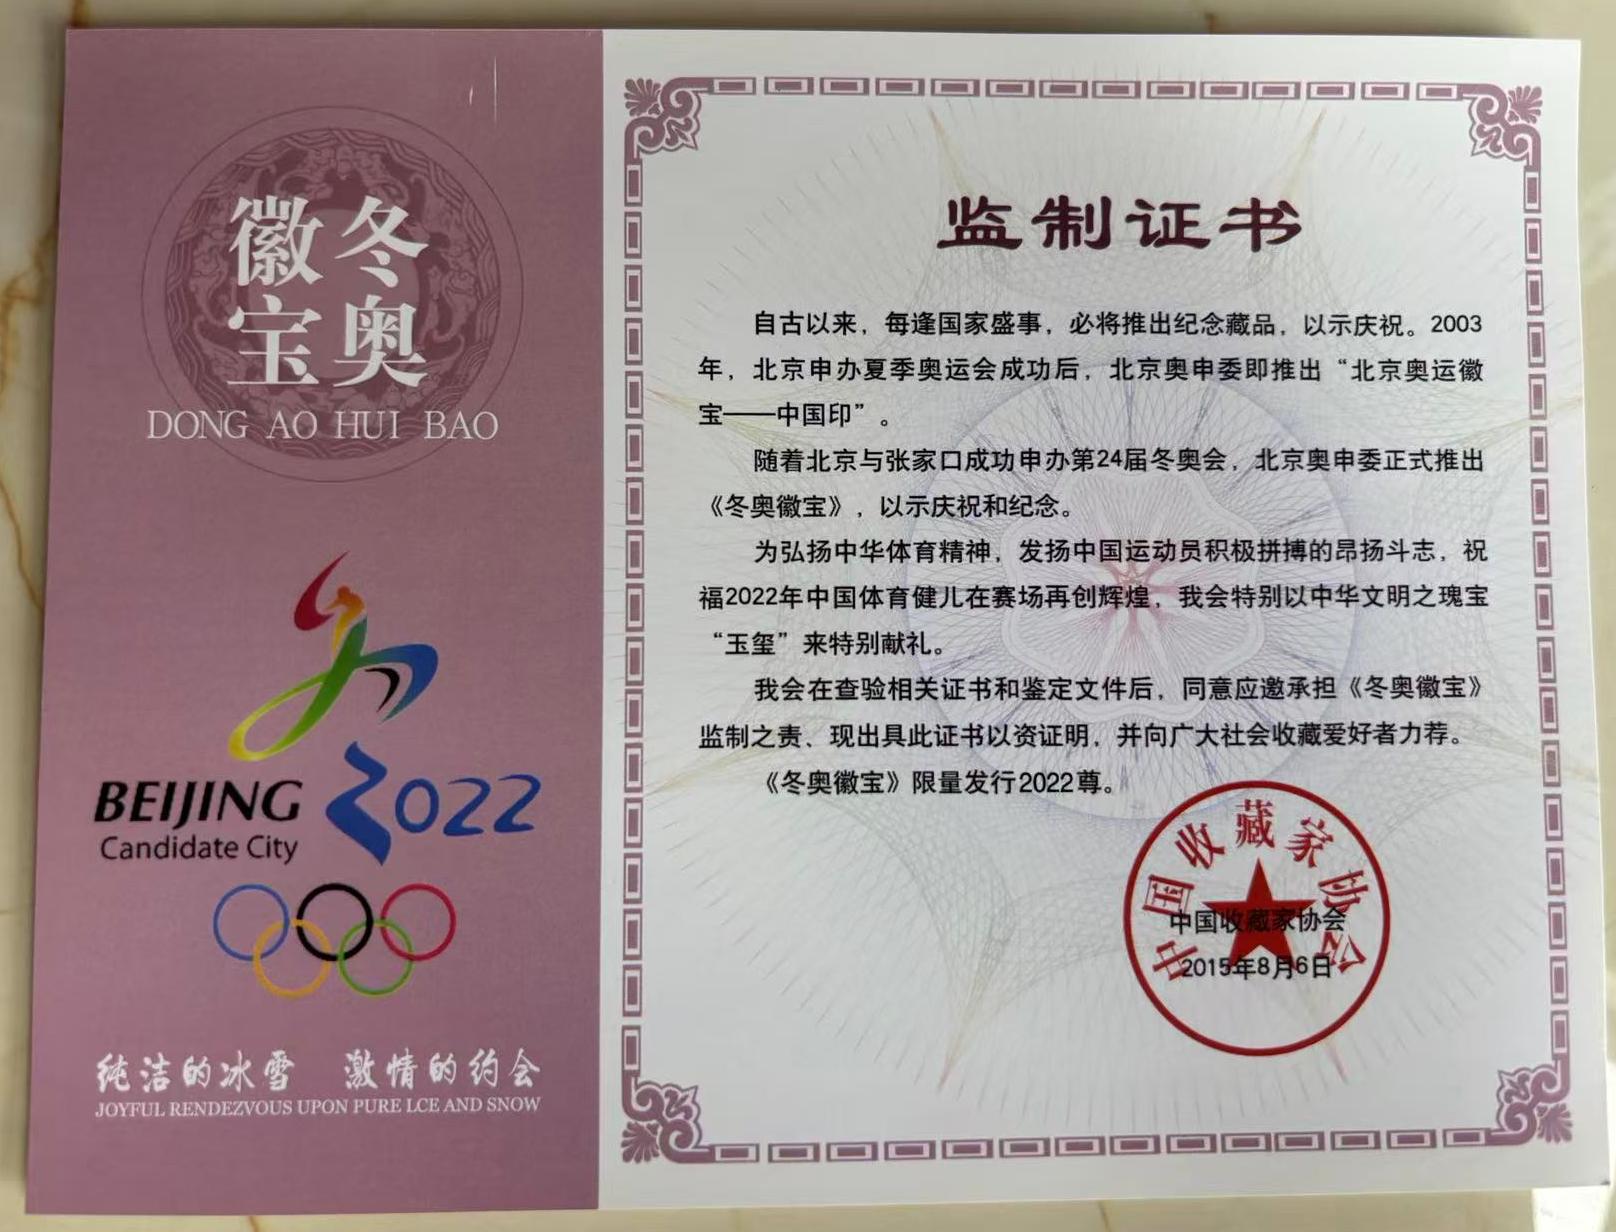 冬奥
徽宝
DONG AO HUI BAO
BEIJING 2022
Candidate City
纯洁的冰雪 激情的约会
JOYFUL RENDEZVOUS UPON PURE LCE AND SNOW
监制证书
自古以来，每逢国家盛事，必将推出纪念藏品，以示庆祝。2003
年，北京申办夏季奥运会成功后，北京奥申委即推出“北京奥运徽
宝——中国印”。
随着北京与张家口成功申办第24届冬奥会，北京奥申委正式推出
《冬奥徽宝》，以示庆祝和纪念。
为弘扬中华体育精神，发扬中国运动员积极拼搏的昂扬斗志，祝
福2022年中国体育健儿在赛场再创辉煌，我会特别以中华文明之瑰宝
“玉玺”来特别献礼。
我会在查验相关证书和鉴定文件后，同意应邀承担《冬奥徽宝》
监制之责、现出具此证书以资证明，并向广大社会收藏爱好者力荐。
《冬奥徽宝》限量发行2022尊。
中国收藏家协会
中国收藏家协会
2015年8月6日